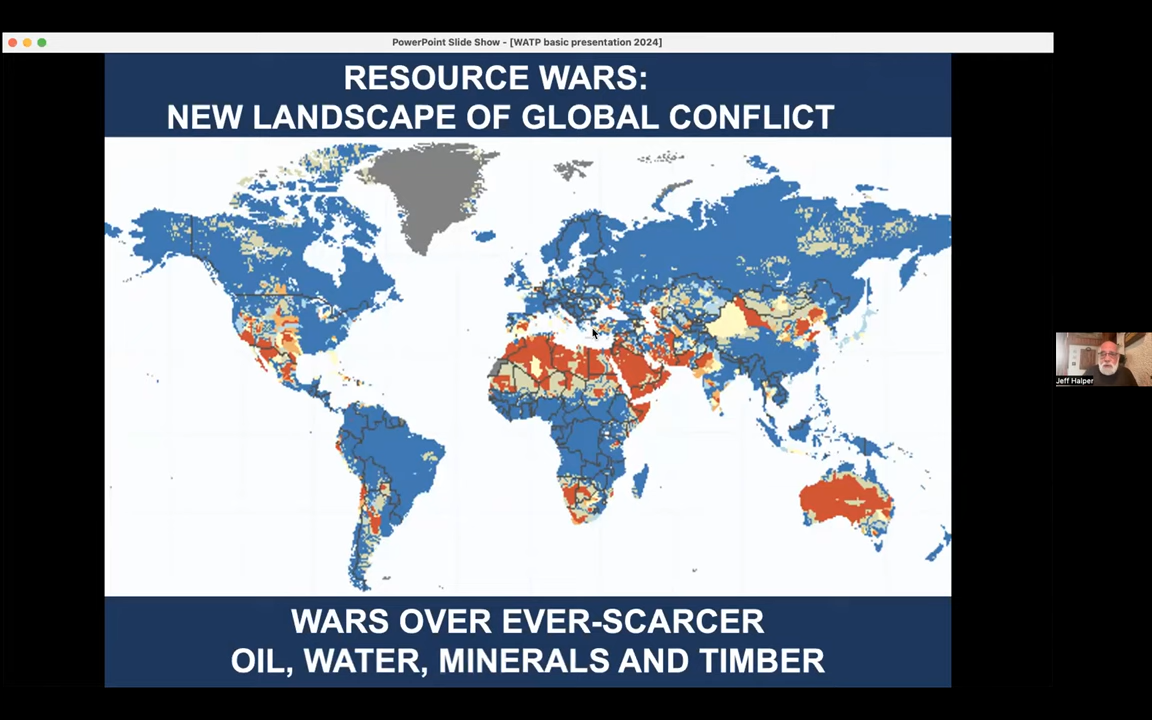 PowerPoint Slide Show - [WATP basic presentation 2024]
RESOURCE WARS:
NEW LANDSCAPE OF GLOBAL CONFLICT
Jeff Halper
WARS OVER EVER-SCARCER
OIL, WATER, MINERALS AND TIMBER